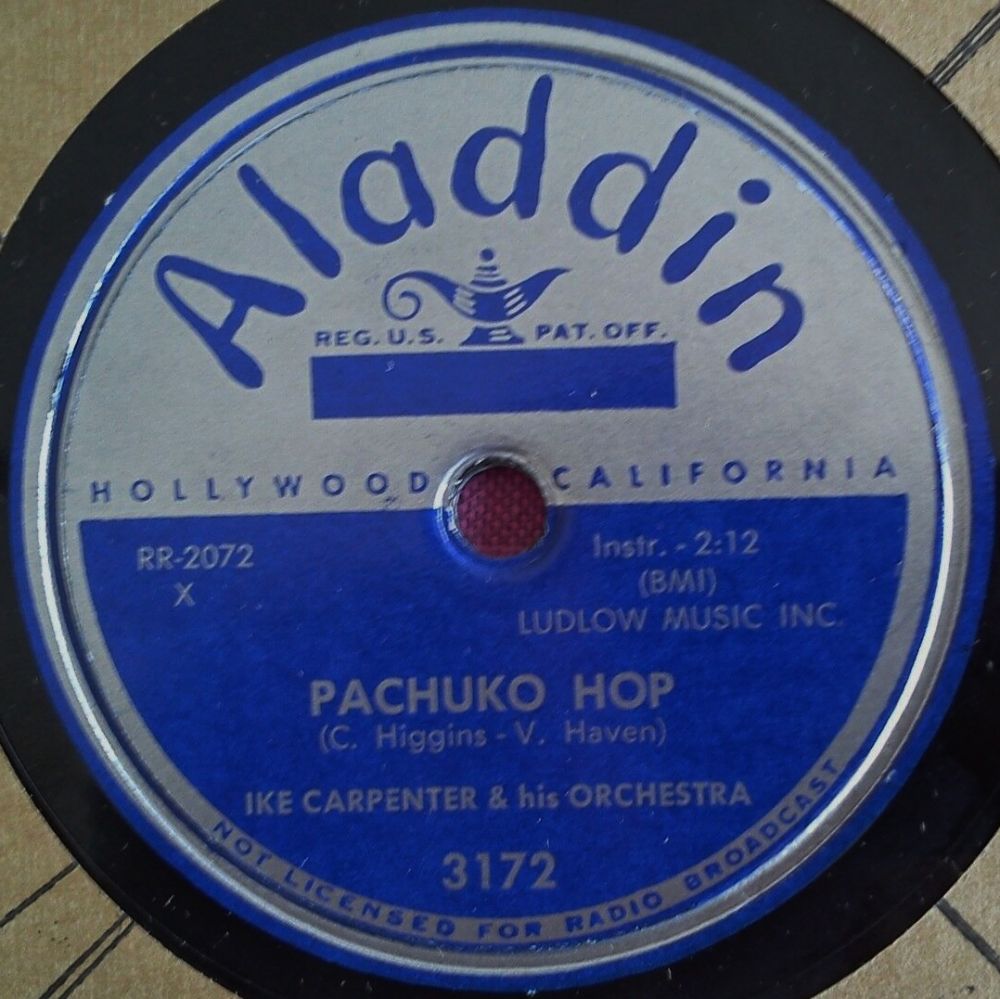 Aladdin
REG. U.S. PAT. OFF.
HOLLYWOOD CALIFORNIA
RR-2072
X
Instr. - 2:12
(BMI)
LUDLOW MUSIC INC.
PACHUKO HOP
(C. Higgins - V. Haven)
IKE CARPENTER & his ORCHESTRA
3172
NOT LICENSED FOR RADIO BROADCAST